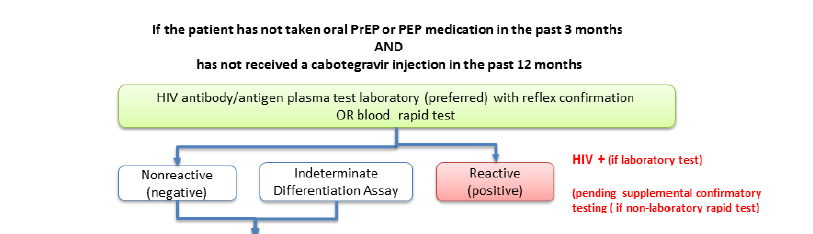 If the patient has not taken oral PrEP or PEP medication in the past 3 months
AND
has not received a cabotegravir injection in the past 12 months
HIV antibody/antigen plasma test laboratory (preferred) with reflex confirmation
OR blood rapid test
Nonreactive
(negative)
Indeterminate
Differentiation Assay
Reactive
(positive)
HIV + (if laboratory test)
(pending supplemental confirmatory
testing ( if non-laboratory rapid test)